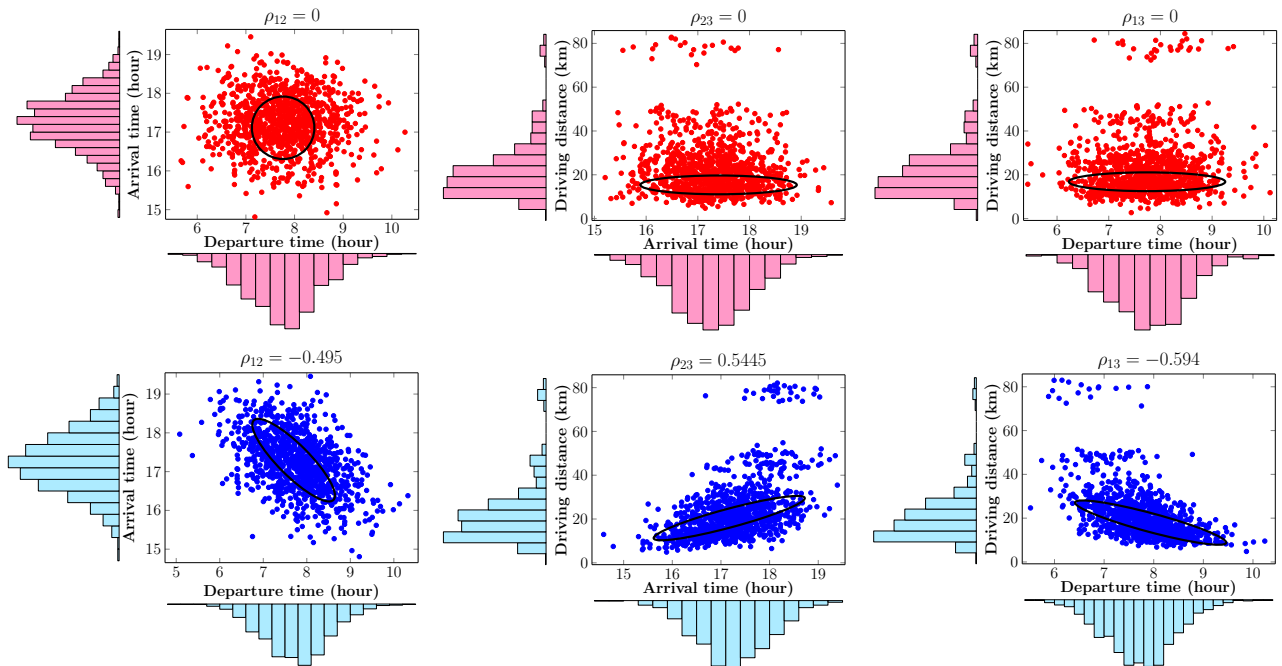 ρ₁₂ = 0
Arrival time (hour)
19
18
17
16
15
6 7 8 9 10
Departure time (hour)
ρ₂₃ = 0
Driving distance (km)
80
60
40
20
0
15 16 17 18 19
Arrival time (hour)
ρ₁₃ = 0
Driving distance (km)
80
60
40
20
0
6 7 8 9 10
Departure time (hour)
ρ₁₂ = −0.495
Arrival time (hour)
19
18
17
16
15
5 6 7 8 9 10
Departure time (hour)
ρ₂₃ = 0.5445
Driving distance (km)
80
60
40
20
0
15 16 17 18 19
Arrival time (hour)
ρ₁₃ = −0.594
Driving distance (km)
80
60
40
20
0
6 7 8 9 10
Departure time (hour)